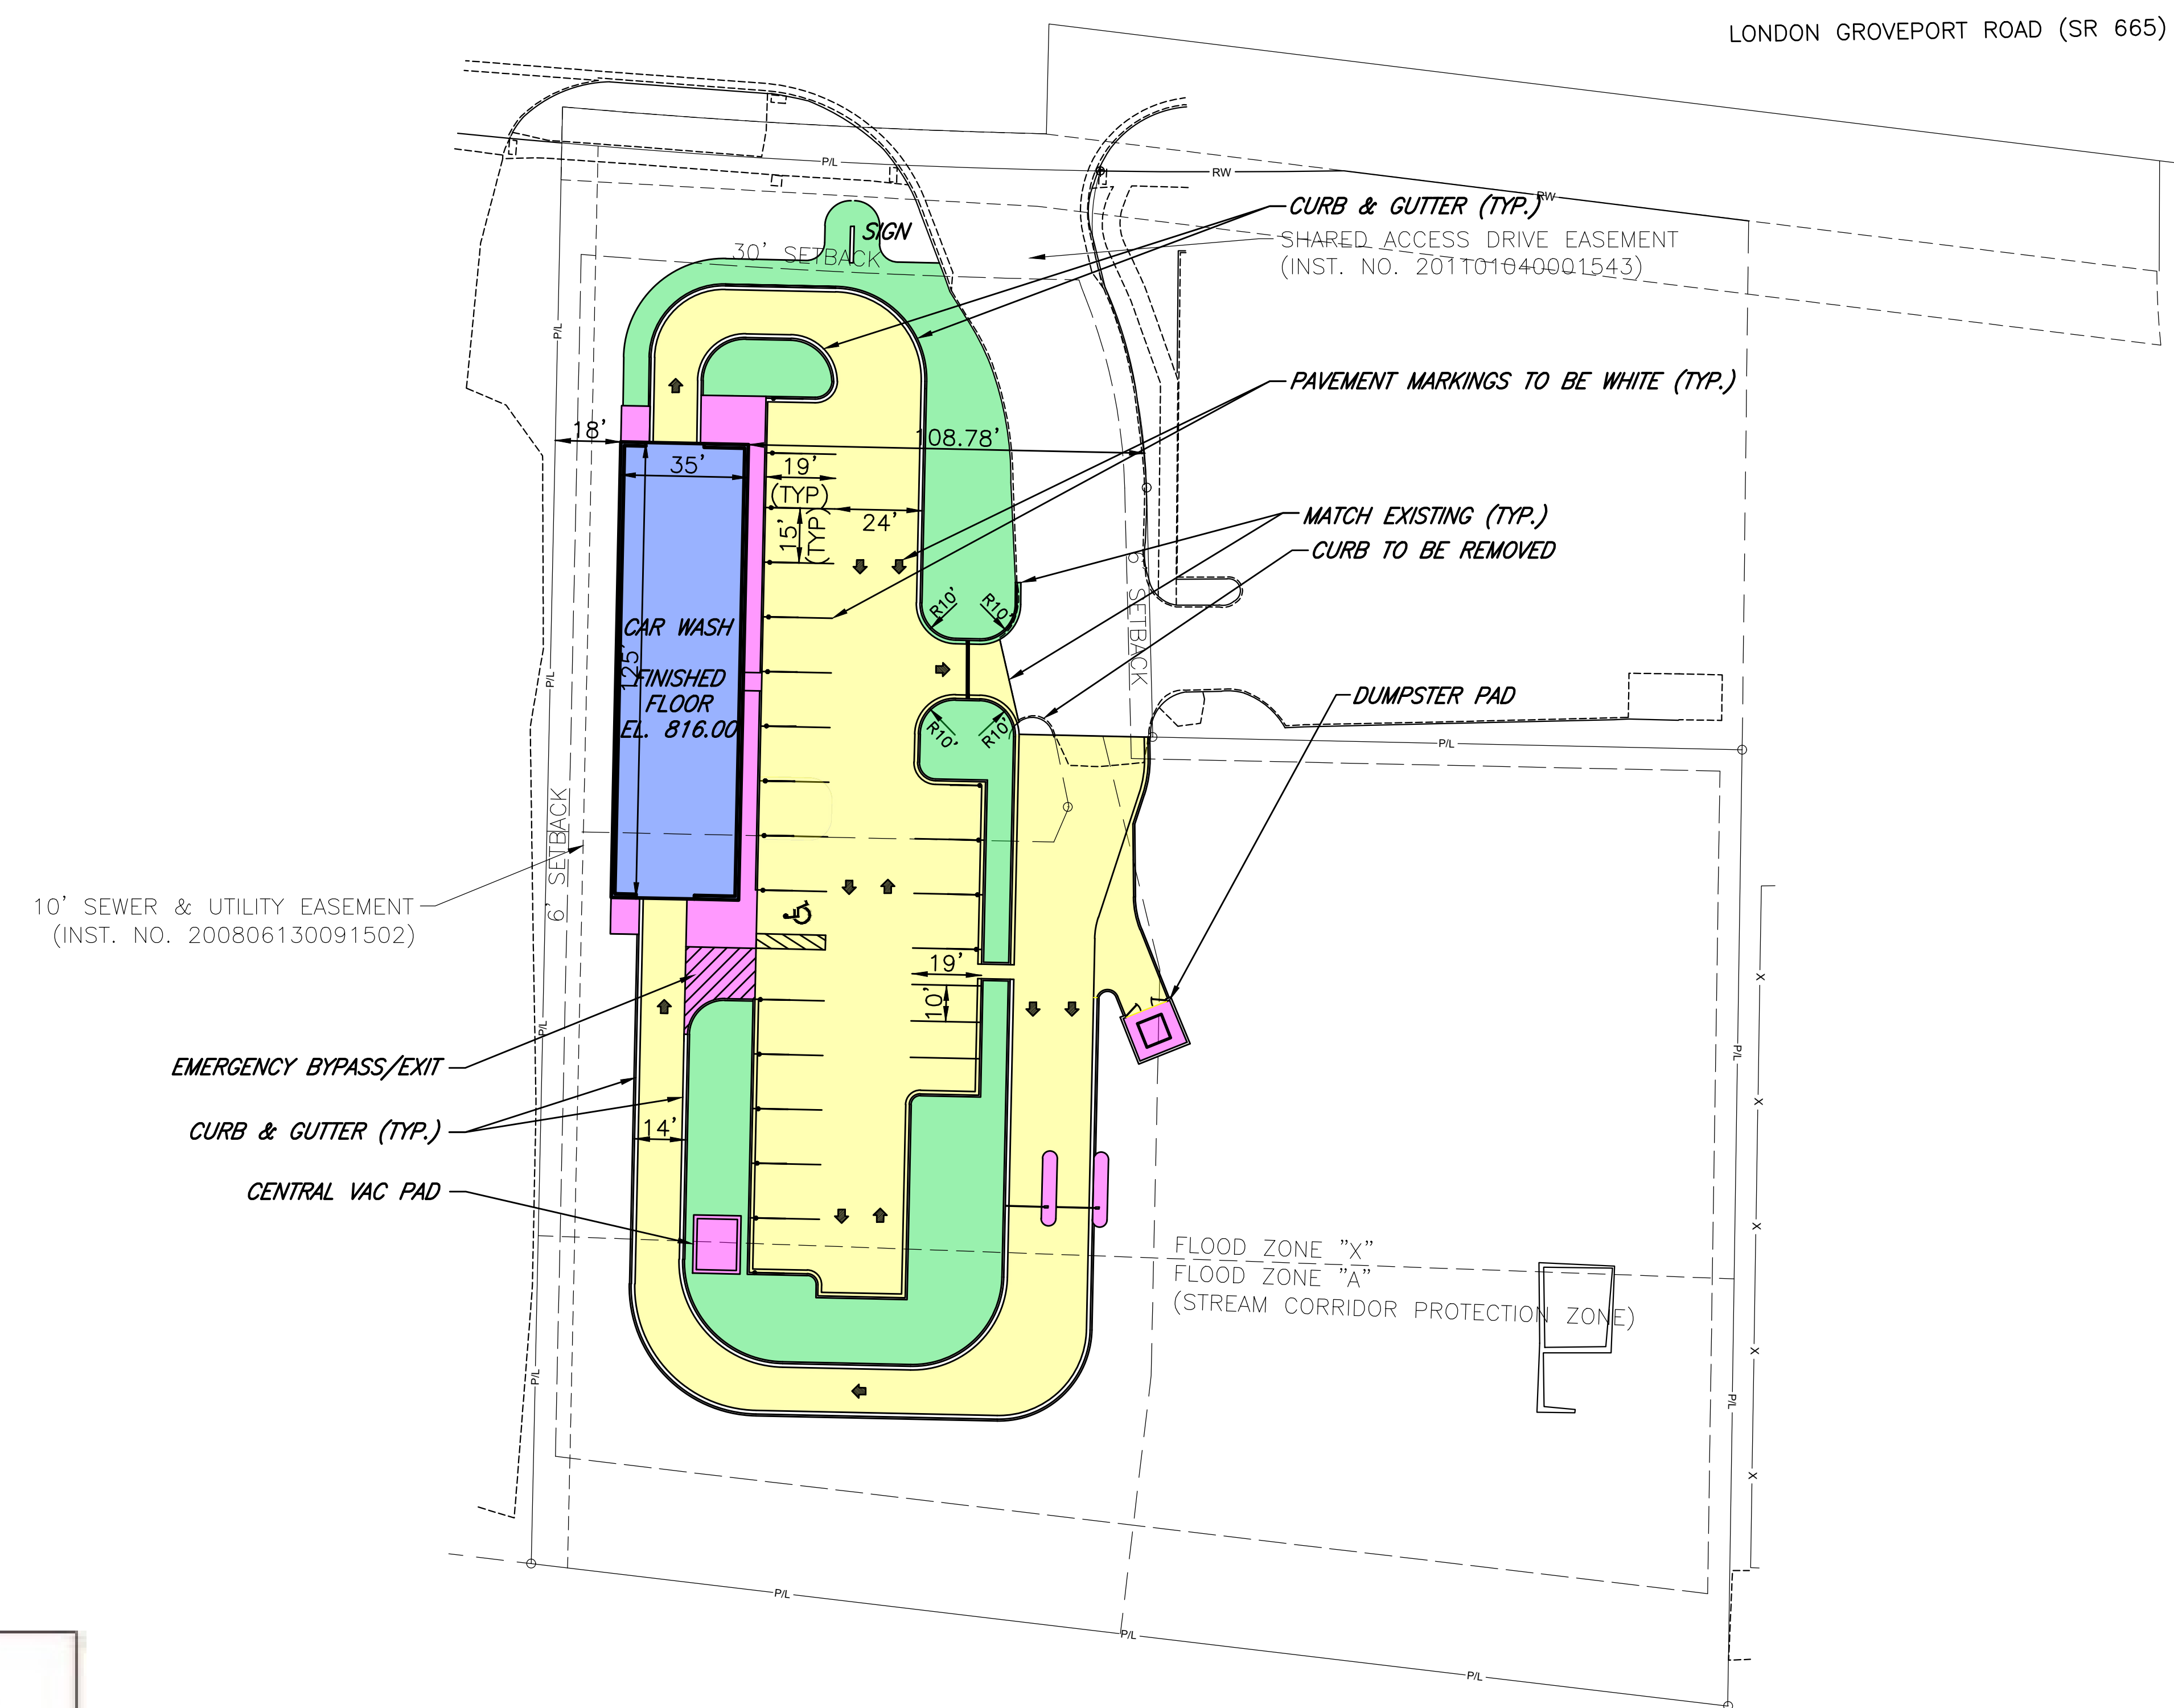 LONDON GROVEPORT ROAD (SR 665)
P/L
RW
RW
CURB & GUTTER (TYP.)
SHARED ACCESS DRIVE EASEMENT
(INST. NO. 201101040001543)
SIGN
30' SETBACK
P/L
PAVEMENT MARKINGS TO BE WHITE (TYP.)
18'
108.78'
35'
19'
(TYP)
15'
(TYP)
24'
MATCH EXISTING (TYP.)
CURB TO BE REMOVED
R10'
R10'
SETBACK
CAR WASH
125'
FINISHED
FLOOR
EL. 816.00
P/L
DUMPSTER PAD
R10'
R10'
P/L
6' SETBACK
10' SEWER & UTILITY EASEMENT
(INST. NO. 200806130091502)
19'
10'
X
P/L
P/L
EMERGENCY BYPASS/EXIT
X
CURB & GUTTER (TYP.)
14'
CENTRAL VAC PAD
X
FLOOD ZONE "X"
FLOOD ZONE "A"
(STREAM CORRIDOR PROTECTION ZONE)
X
P/L
P/L
X
P/L
P/L
P/L